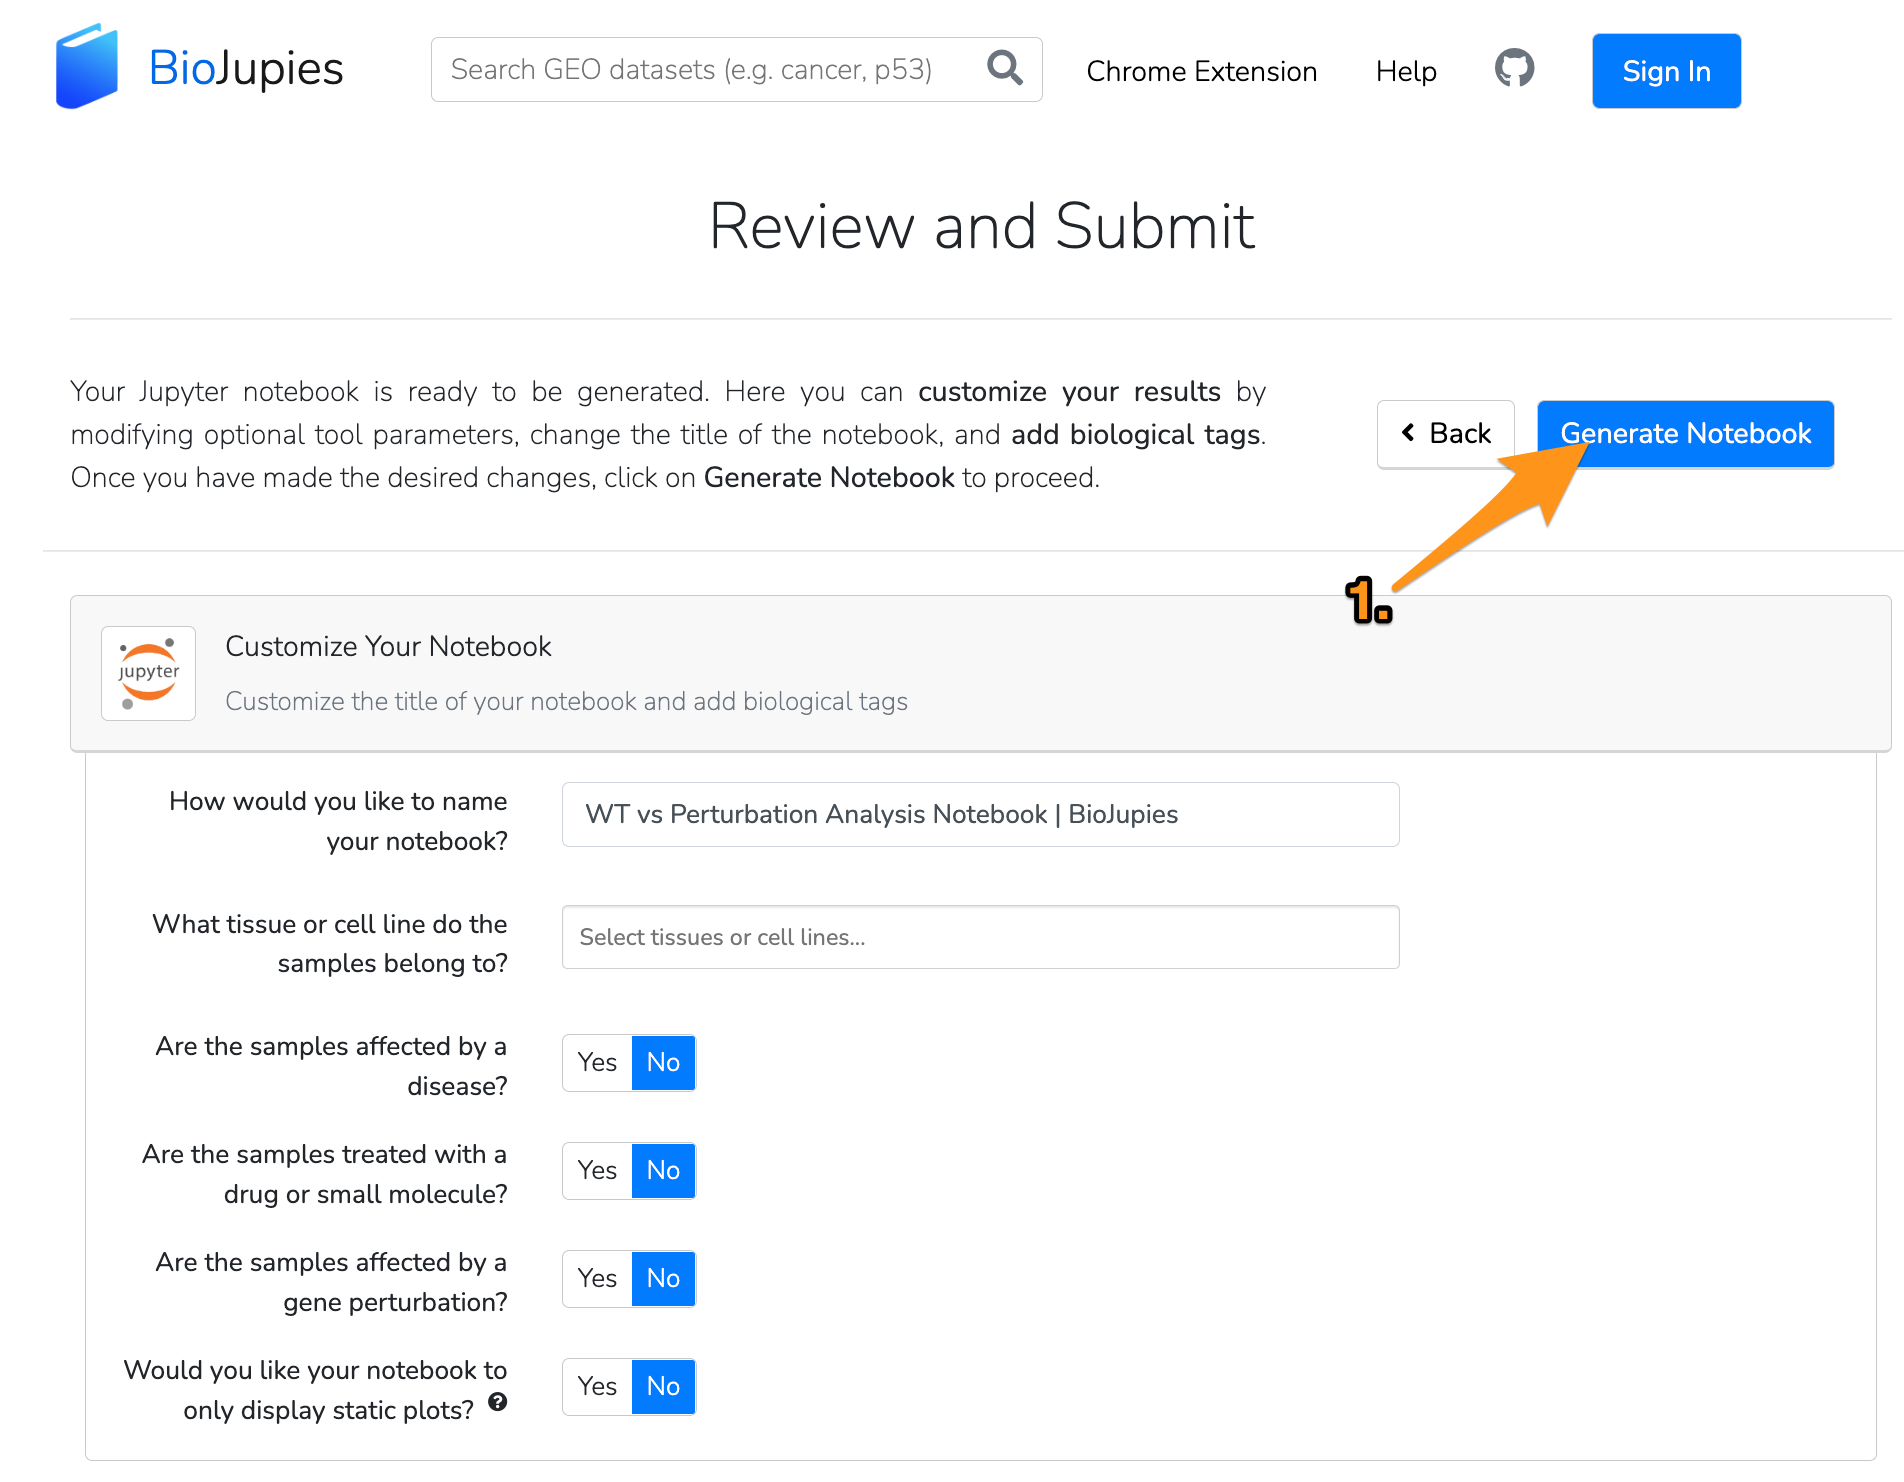 BioJupies
Search GEO datasets (e.g. cancer, p53)
Chrome Extension
Help
Sign In
Review and Submit
Your Jupyter notebook is ready to be generated. Here you can customize your results by
modifying optional tool parameters, change the title of the notebook, and add biological tags.
Once you have made the desired changes, click on Generate Notebook to proceed.
Back
Generate Notebook
1.
jupyter
Customize Your Notebook
Customize the title of your notebook and add biological tags
How would you like to name
your notebook?
WT vs Perturbation Analysis Notebook | BioJupies
What tissue or cell line do the
samples belong to?
Select tissues or cell lines...
Are the samples affected by a
disease?
Yes No
Are the samples treated with a
drug or small molecule?
Yes No
Are the samples affected by a
gene perturbation?
Yes No
Would you like your notebook to
only display static plots? ?
Yes No